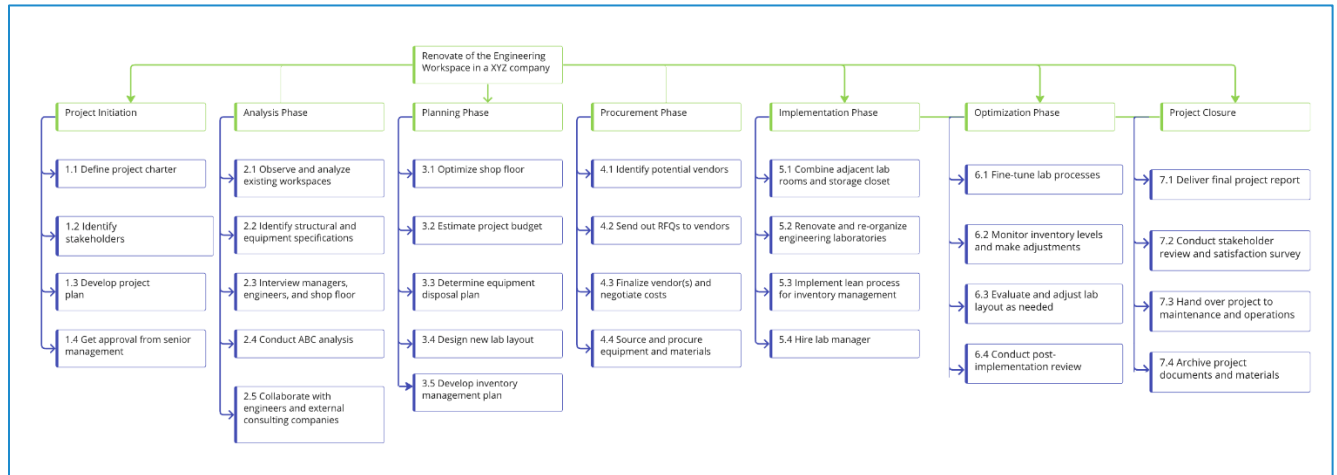 Renovate of the Engineering
Workspace in a XYZ company
Project Initiation
Analysis Phase
Planning Phase
Procurement Phase
Implementation Phase
Optimization Phase
Project Closure
1.1 Define project charter
1.2 Identify
stakeholders
1.3 Develop project
plan
1.4 Get approval from senior
management
2.1 Observe and analyze
existing workspaces
2.2 Identify structural and
equipment specifications
2.3 Interview managers,
engineers, and shop floor
2.4 Conduct ABC analysis
2.5 Collaborate with
engineers and external
consulting companies
3.1 Optimize shop floor
3.2 Estimate project budget
3.3 Determine equipment
disposal plan
3.4 Design new lab layout
3.5 Develop inventory
management plan
4.1 Identify potential vendors
4.2 Send out RFQs to vendors
4.3 Finalize vendor(s) and
negotiate costs
4.4 Source and procure
equipment and materials
5.1 Combine adjacent lab
rooms and storage closet
5.2 Renovate and re-organize
engineering laboratories
5.3 Implement lean process
for inventory management
5.4 Hire lab manager
6.1 Fine-tune lab processes
6.2 Monitor inventory levels
and make adjustments
6.3 Evaluate and adjust lab
layout as needed
6.4 Conduct post-
implementation review
7.1 Deliver final project report
7.2 Conduct stakeholder
review and satisfaction survey
7.3 Hand over project to
maintenance and operations
7.4 Archive project
documents and materials